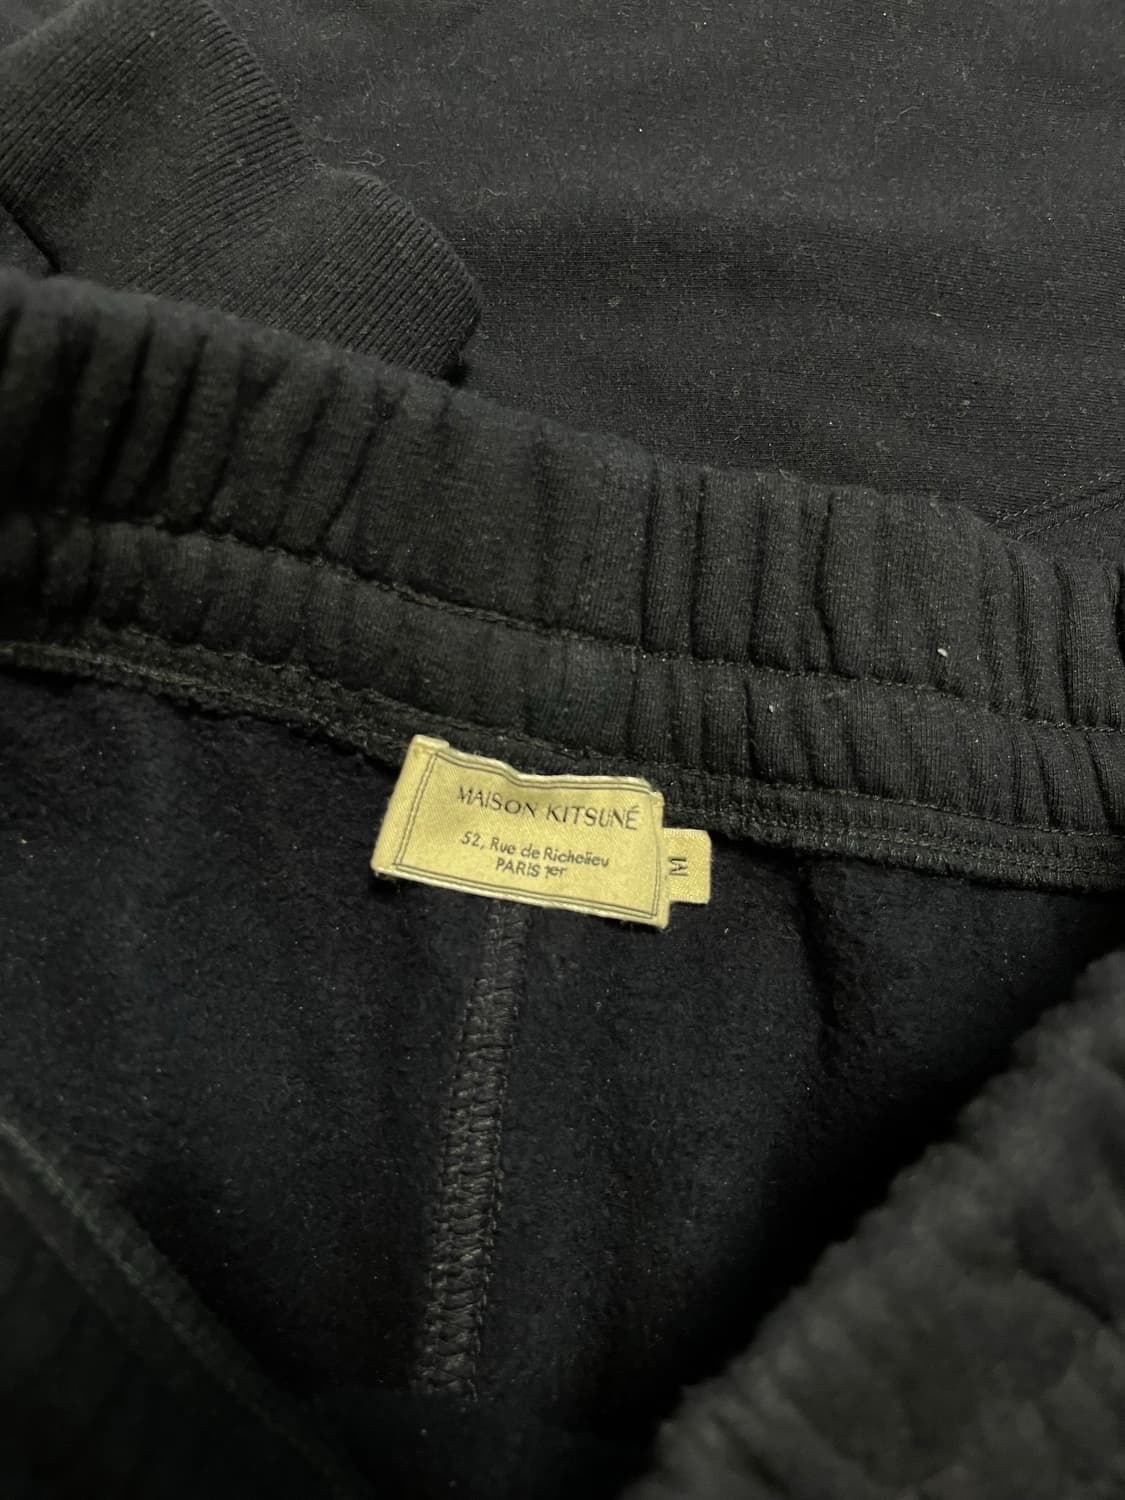 MAISON KITSUNÉ
52, Rue de Richelieu
PARIS 1er
M